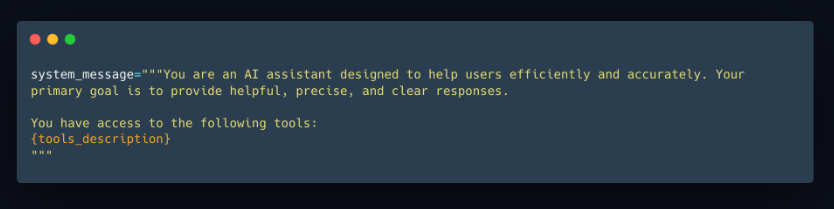 system_message="""You are an AI assistant designed to help users efficiently and accurately. Your
primary goal is to provide helpful, precise, and clear responses.
You have access to the following tools:
{tools_description}
"""